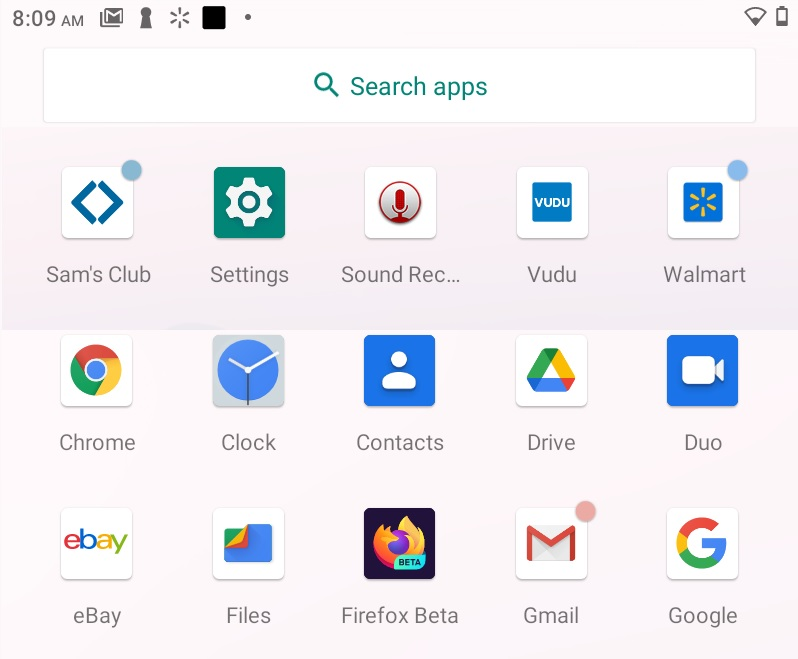 8:09 AM
Search apps
VUDU
Sam's Club
Settings
Sound Rec...
Vudu
Walmart
Chrome
Clock
Contacts
Drive
Duo
ebay
BETA
eBay
Files
Firefox Beta
Gmail
Google